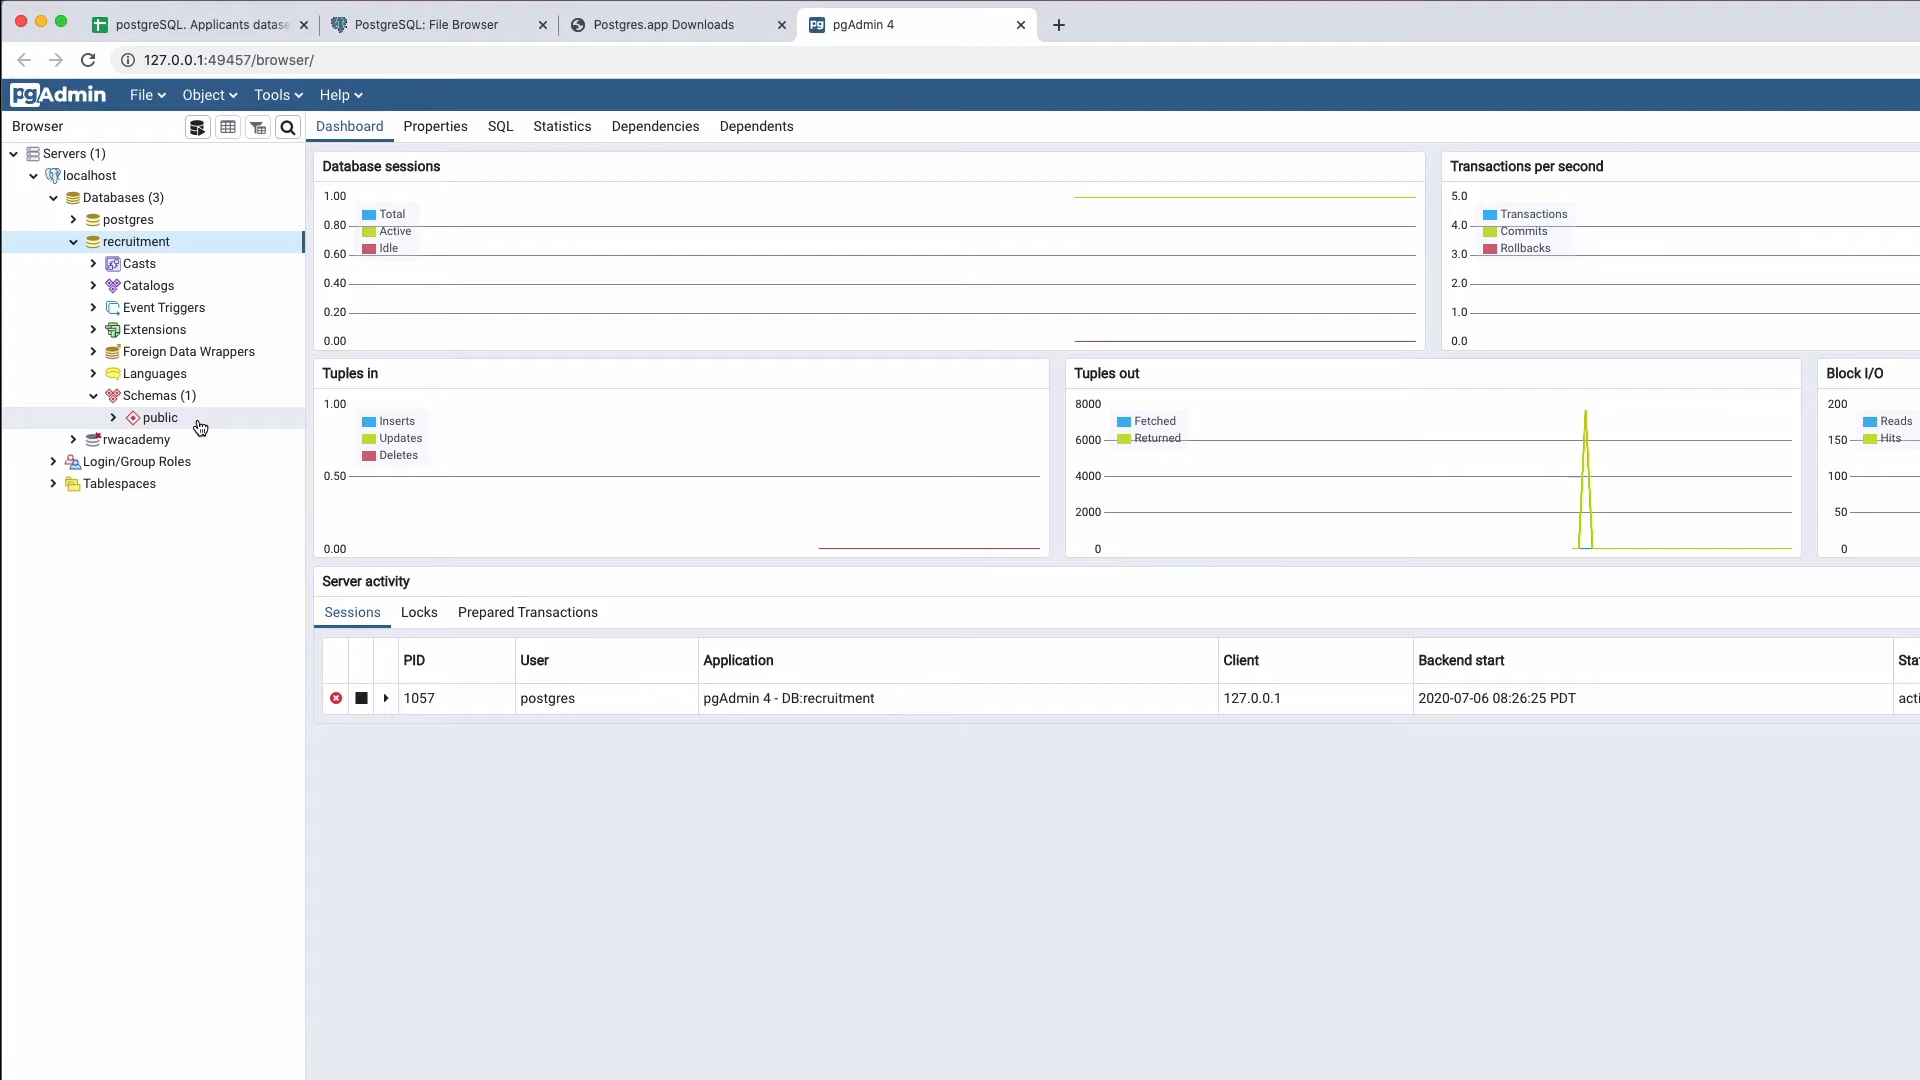 postgreSQL. Applicants datase
PostgreSQL: File Browser
Postgres.app Downloads
pgAdmin 4
127.0.0.1:49457/browser/
pgAdmin File Object Tools Help
Browser
Dashboard Properties SQL Statistics Dependencies Dependents
Servers (1)
localhost
Databases (3)
postgres
recruitment
Casts
Catalogs
Event Triggers
Extensions
Foreign Data Wrappers
Languages
Schemas (1)
public
rwacademy
Login/Group Roles
Tablespaces
Database sessions
1.00
0.80
0.60
0.40
0.20
0.00
Total
Active
Idle
Transactions per second
5.0
4.0
3.0
2.0
1.0
0.0
Transactions
Commits
Rollbacks
Tuples in
1.00
0.50
0.00
Inserts
Updates
Deletes
Tuples out
8000
6000
4000
2000
0
Fetched
Returned
Block I/O
200
150
100
50
0
Reads
Hits
Server activity
Sessions Locks Prepared Transactions
PID User Application Client Backend start Sta
1057 postgres pgAdmin 4 - DB:recruitment 127.0.0.1 2020-07-06 08:26:25 PDT acti